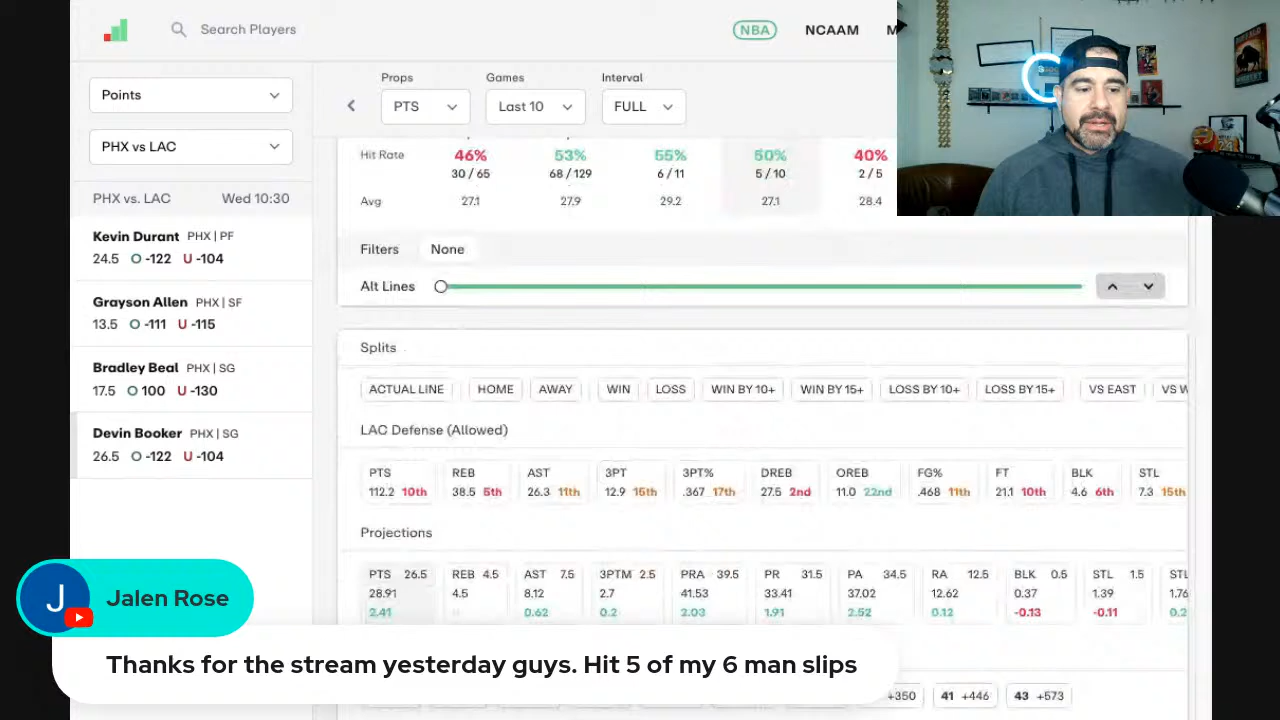 Search Players
NBA
NCAAM
M
Points
PHX vs LAC
PHX vs. LAC Wed 10:30
Kevin Durant PHX | PF
24.5 O -122 U -104
Grayson Allen PHX | SF
13.5 O -111 U -115
Bradley Beal PHX | SG
17.5 O 100 U -130
Devin Booker PHX | SG
26.5 O -122 U -104
Props Games Interval
PTS Last 10 FULL
Hit Rate 46% 53% 55% 50% 40%
30 / 65 68 / 129 6 / 11 5 / 10 2 / 5
Avg 27.1 27.9 29.2 27.1 28.4
Filters None
Alt Lines
Splits
ACTUAL LINE HOME AWAY WIN LOSS WIN BY 10+ WIN BY 15+ LOSS BY 10+ LOSS BY 15+ VS EAST VS W
LAC Defense (Allowed)
PTS REB AST 3PT 3PT% DREB OREB FG% FT BLK STL
112.2 10th 38.5 5th 26.3 11th 12.9 15th .367 17th 27.5 2nd 11.0 22nd .468 11th 21.1 10th 4.6 6th 7.3 15th
Projections
PTS 26.5 REB 4.5 AST 7.5 3PTM 2.5 PRA 39.5 PR 31.5 PA 34.5 RA 12.5 BLK 0.5 STL 1.5 STL
28.91 4.5 8.12 2.7 41.53 33.41 37.02 12.62 0.37 1.39 1.76
2.41 0.62 0.2 2.03 1.91 2.52 0.12 -0.13 -0.11 0.2
+350 41 +446 43 +573
J Jalen Rose
Thanks for the stream yesterday guys. Hit 5 of my 6 man slips